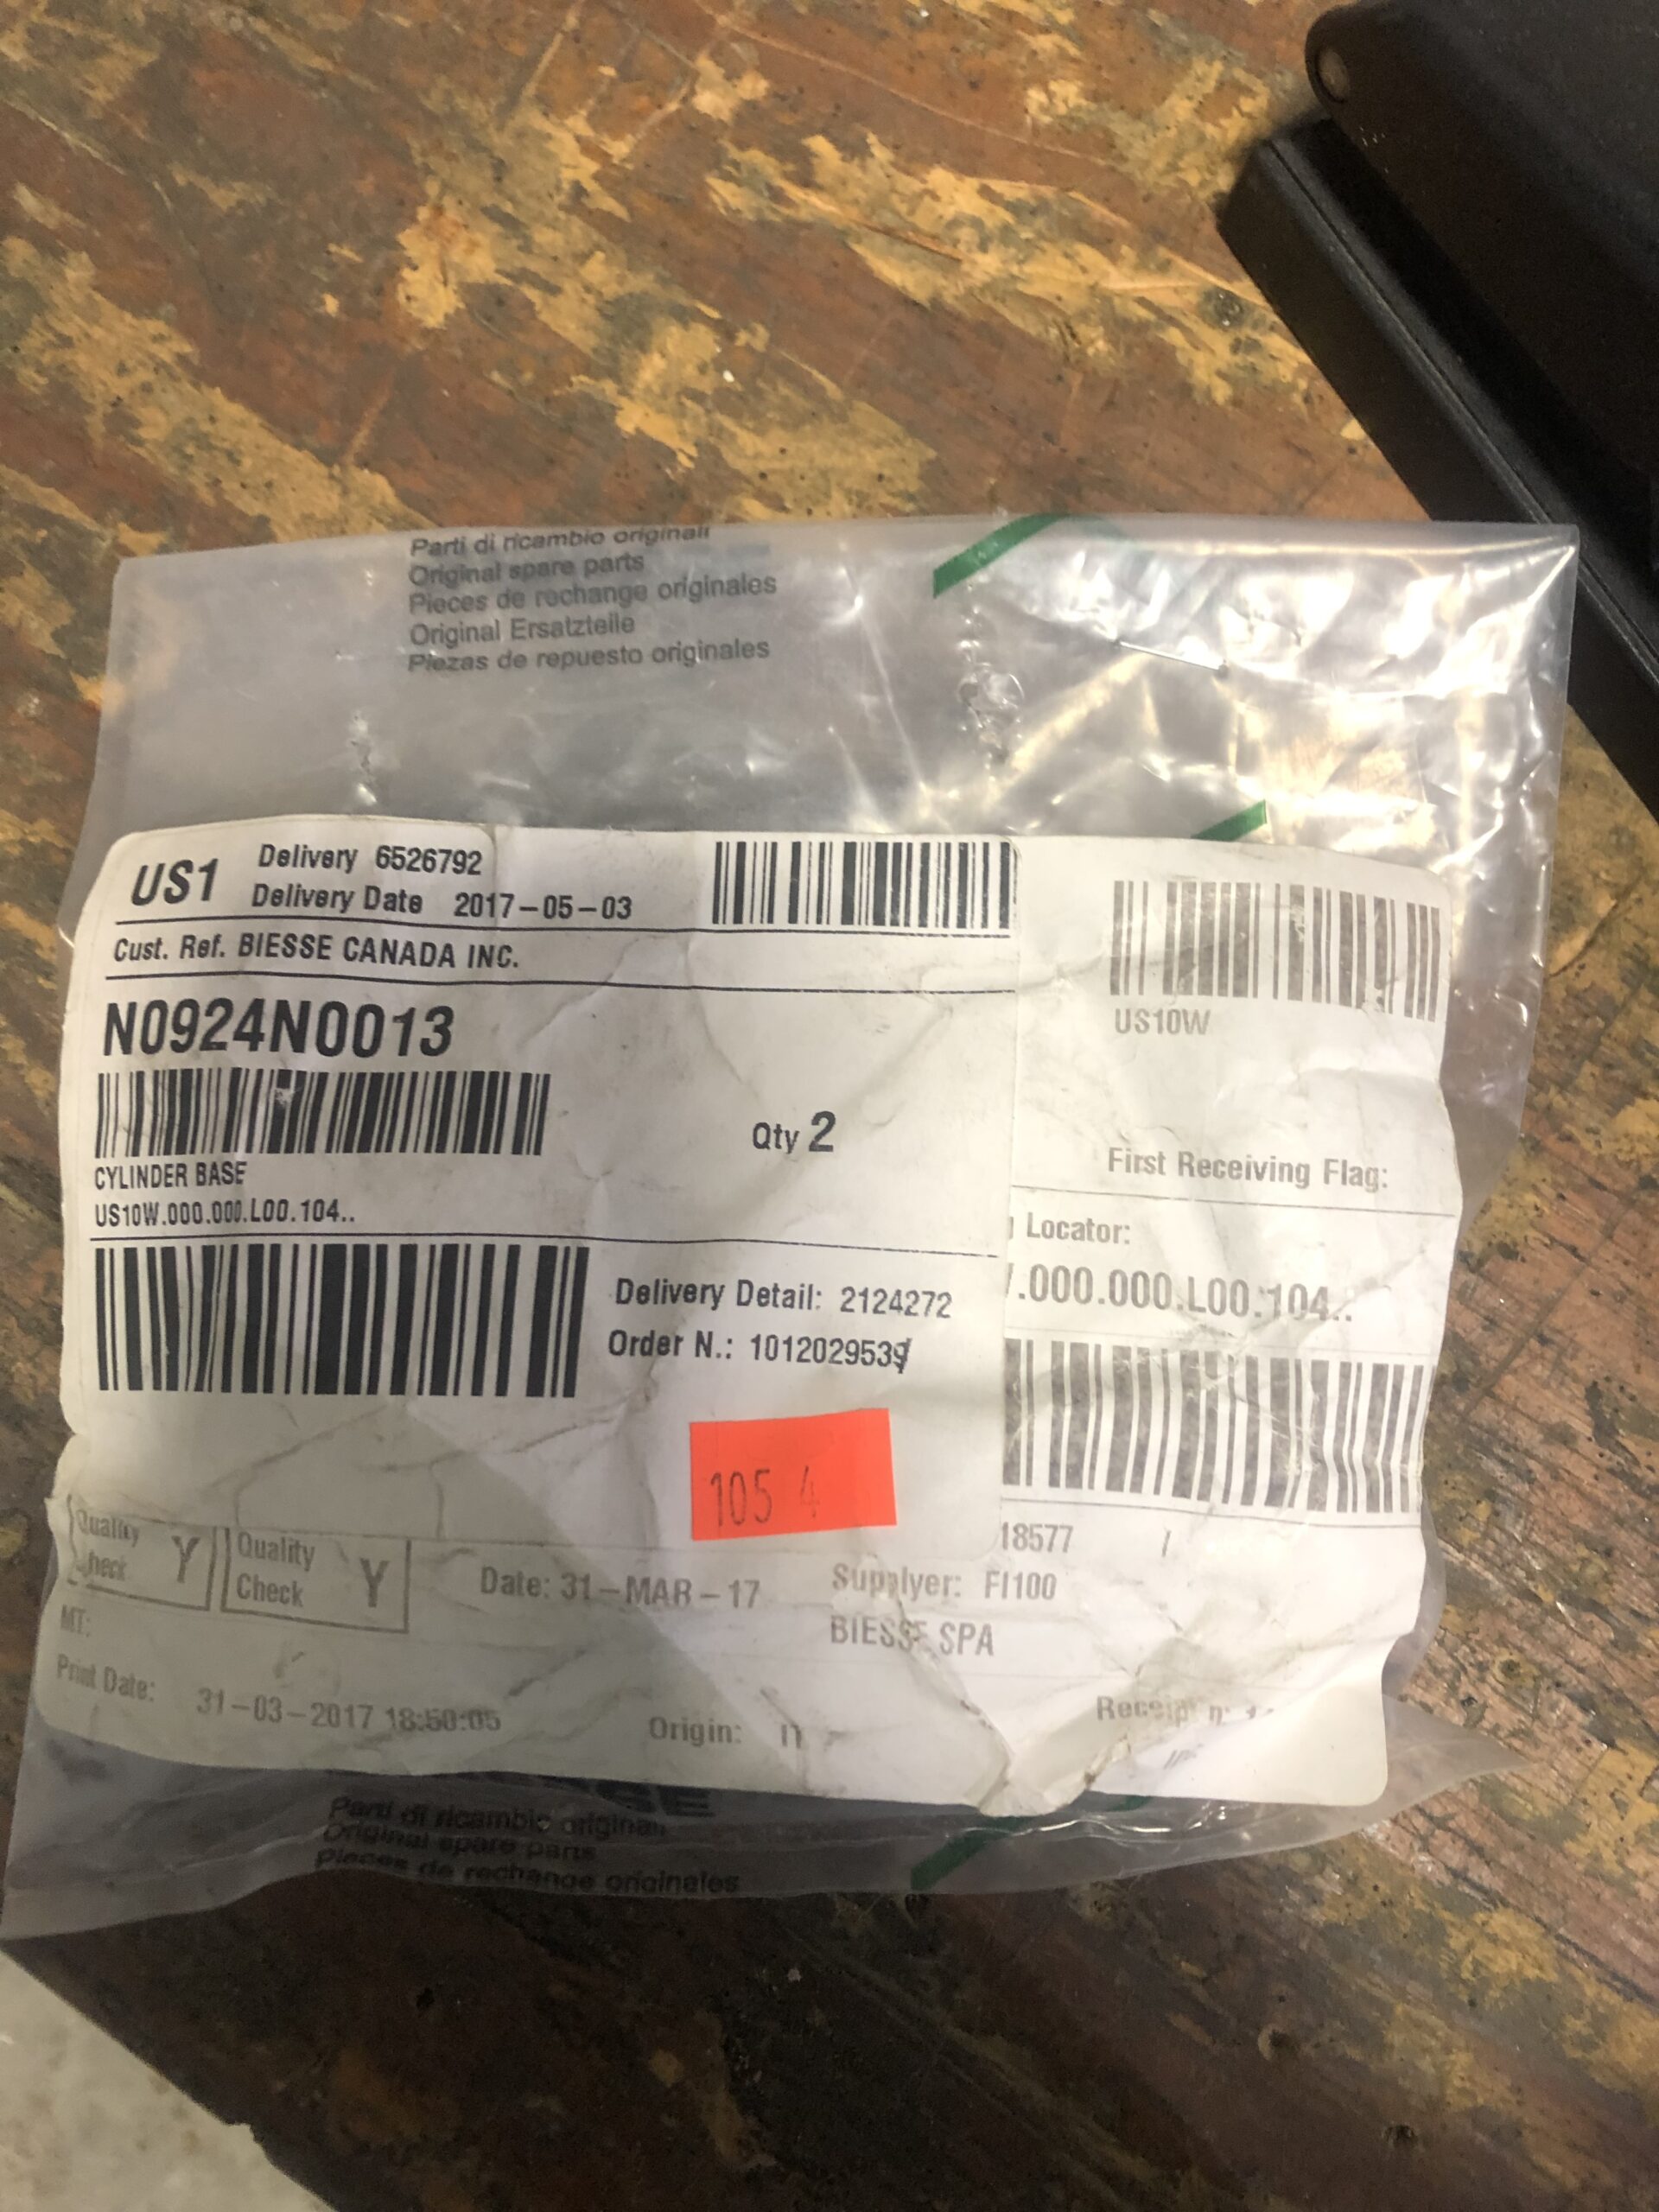 Parti di ricambio originali
Original spare parts
Pieces de rechange originales
Original Ersatzteile
Piezas de repuesto originales
US1
Delivery 6526792
Delivery Date 2017-05-03
Cust. Ref. BIESSE CANADA INC.
N0924N0013
US10W
Qty 2
CYLINDER BASE
US10W.000.000.L00.104..
First Receiving Flag:
Locator:
.000.000.L00.104..
Delivery Detail: 2124272
Order N.: 1012029539
105 4
18577 /
Quality Check Y
Quality Check Y
Date: 31-MAR-17
Supplyer: FI100
BIESSE SPA
MT:
Print Date: 31-03-2017 18:50:05
Origin: IT
Receipt n:
Parti di ricambio originali
Original spare parts
Pieces de rechange originales